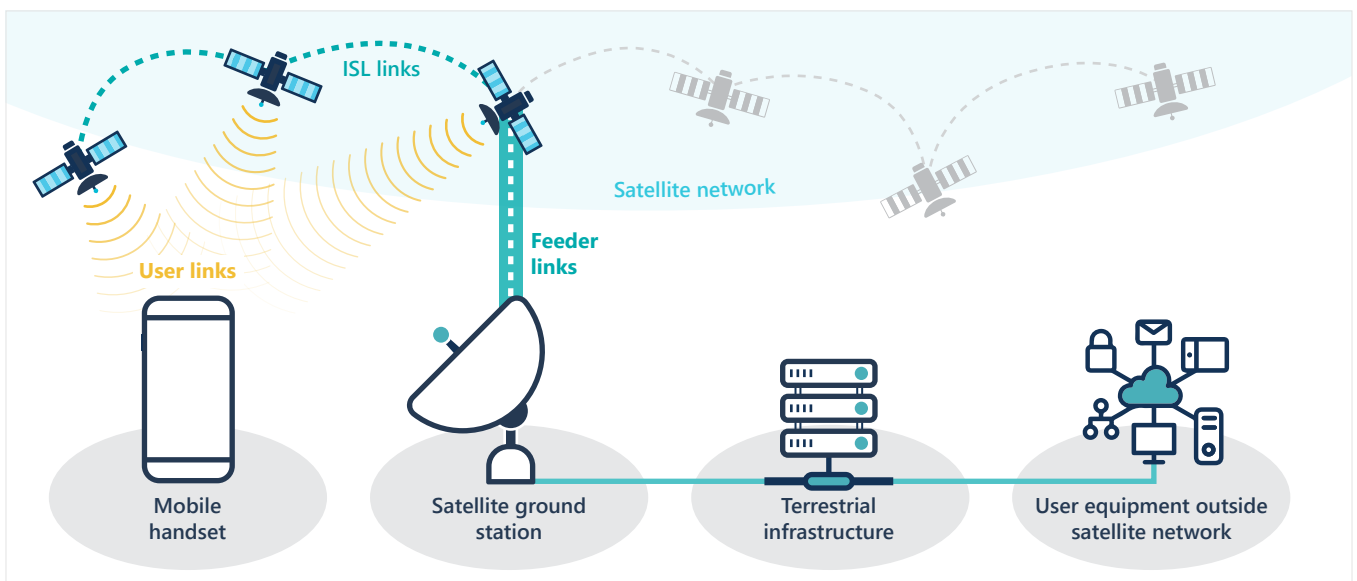 ISL links
Satellite network
Feeder
links
User links
Mobile
handset
Satellite ground
station
Terrestrial
infrastructure
User equipment outside
satellite network